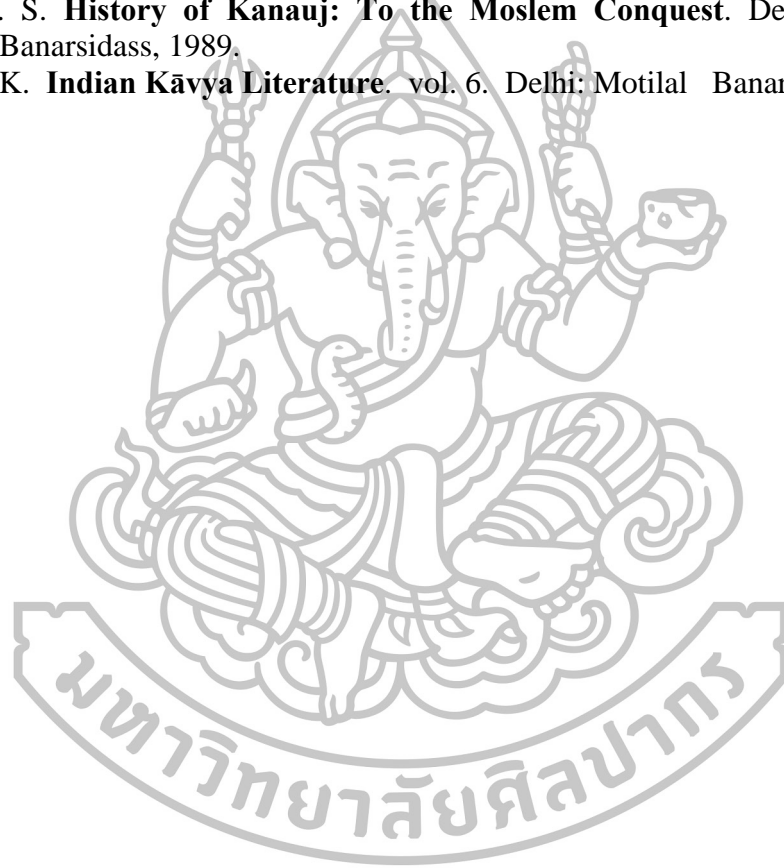 . S. History of Kanauj: To the Moslem Conquest. De
Banarsidass, 1989.
K. Indian Kāvya Literature. vol. 6. Delhi: Motilal Banar
มหาวิทยาลัยศิลปากร